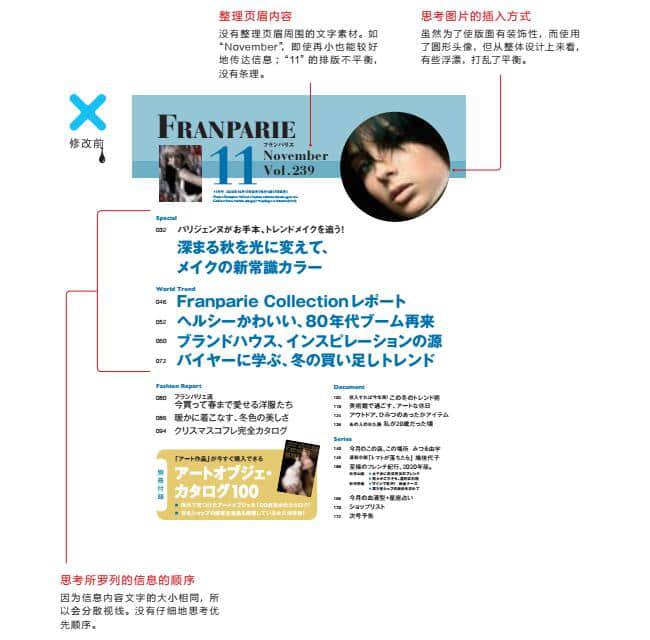 整理页眉内容
没有整理页眉周围的文字素材。如
“November”，即使再小也能较好
地传达信息；“11”的排版不平衡，
没有条理。
思考图片的插入方式
虽然为了使版面有装饰性，而使用
了圆形头像，但从整体设计上来看，
有些浮漂，打乱了平衡。
修改前
FRANPARIE
フランパリス
11
November
Vol.239
Special
032 パリジェンヌがお手本、トレンドメイクを追う！
深まる秋を光に変えて、
メイクの新常識カラー
World Trend
046 Franparie Collectionレポート
052 ヘルシーかわいい、80年代ブーム再来
060 ブランドハウス、インスピレーションの源
072 バイヤーに学ぶ、冬の買い足しトレンド
Fashion Report
080 フランパリエ流
今買って春まで愛せる洋服たち
086 暖かに着こなす、冬色の美しさ
094 クリスマスコフレ完全カタログ
「アート作品」が今すぐ購入できる
別冊付録
アートオブジェ・
カタログ100
Document
この冬のトレンド術
美術館で過ごす、アートな休日
アウトドア、ひみつのあったかアイテム
私が20歳だった頃
Series
今月のこの店、この場所 みつる由宇
「トマトが落ちたら」
至福のフレンチ紀行、2020年版。
今月の血液型+星座占い
ショップリスト
次号予告
思考所罗列的信息的顺序
因为信息内容文字的大小相同，所
以会分散视线。没有仔细地思考优
先顺序。